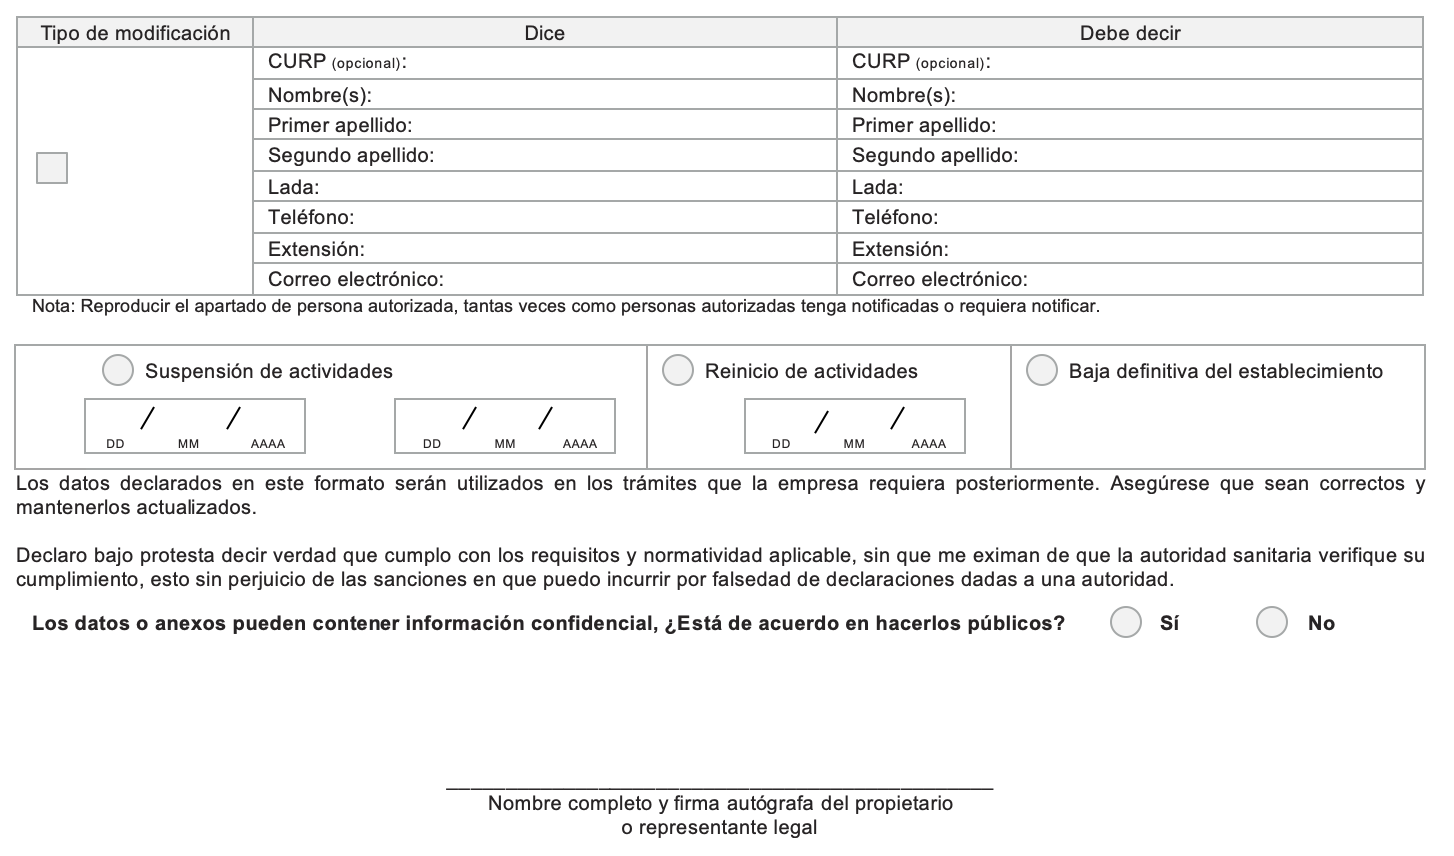 Tipo de modificación Dice Debe decir
CURP (opcional): CURP (opcional):
Nombre(s): Nombre(s):
Primer apellido: Primer apellido:
Segundo apellido: Segundo apellido:
Lada: Lada:
Teléfono: Teléfono:
Extensión: Extensión:
Correo electrónico: Correo electrónico:
Nota: Reproducir el apartado de persona autorizada, tantas veces como personas autorizadas tenga notificadas o requiera notificar.
Suspensión de actividades Reinicio de actividades Baja definitiva del establecimiento
/ / / / / /
DD MM AAAA DD MM AAAA DD MM AAAA
Los datos declarados en este formato serán utilizados en los trámites que la empresa requiera posteriormente. Asegúrese que sean correctos y
mantenerlos actualizados.
Declaro bajo protesta decir verdad que cumplo con los requisitos y normatividad aplicable, sin que me eximan de que la autoridad sanitaria verifique su
cumplimiento, esto sin perjuicio de las sanciones en que puedo incurrir por falsedad de declaraciones dadas a una autoridad.
Los datos o anexos pueden contener información confidencial, ¿Está de acuerdo en hacerlos públicos? Sí No
Nombre completo y firma autógrafa del propietario
o representante legal